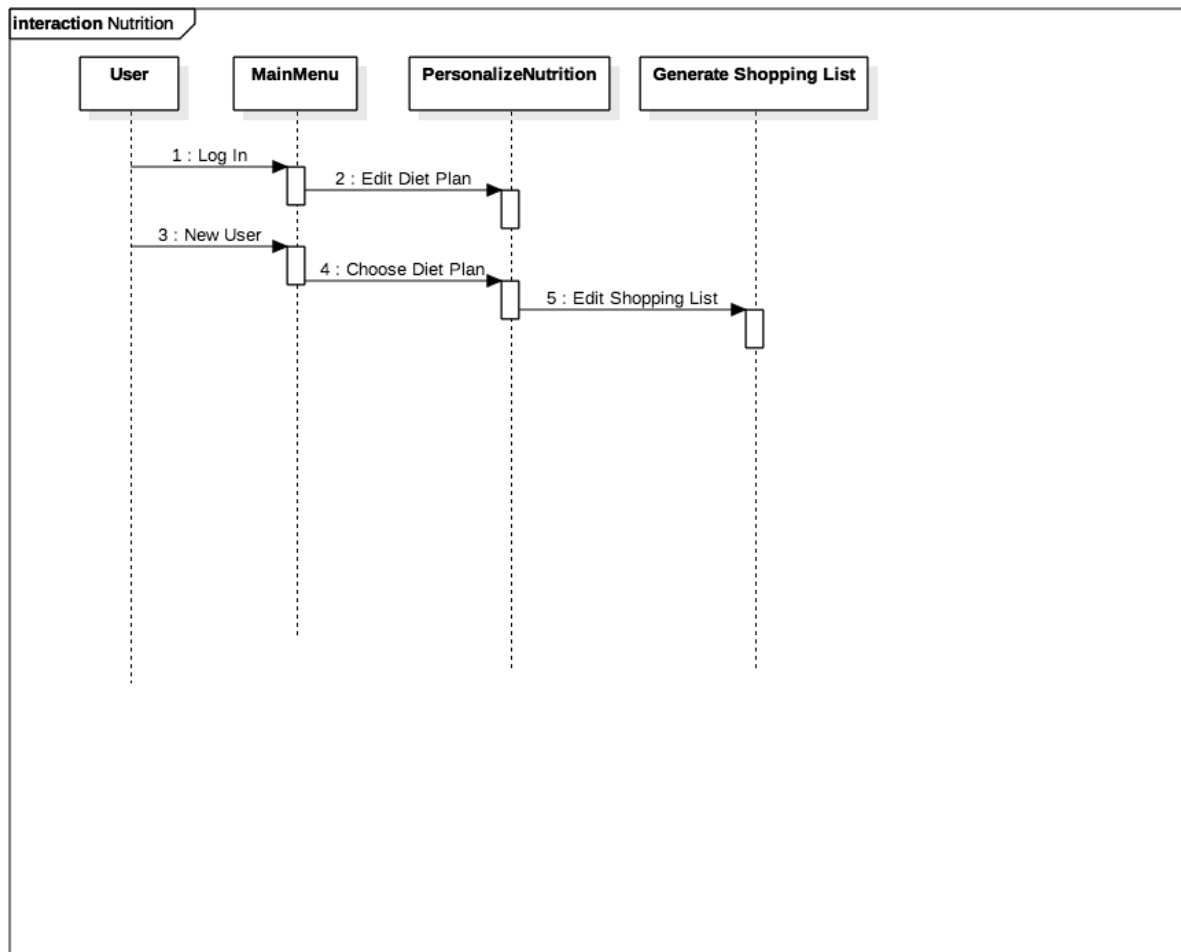 interaction Nutrition
User
MainMenu
PersonalizeNutrition
Generate Shopping List
1 : Log In
2 : Edit Diet Plan
3 : New User
4 : Choose Diet Plan
5 : Edit Shopping List